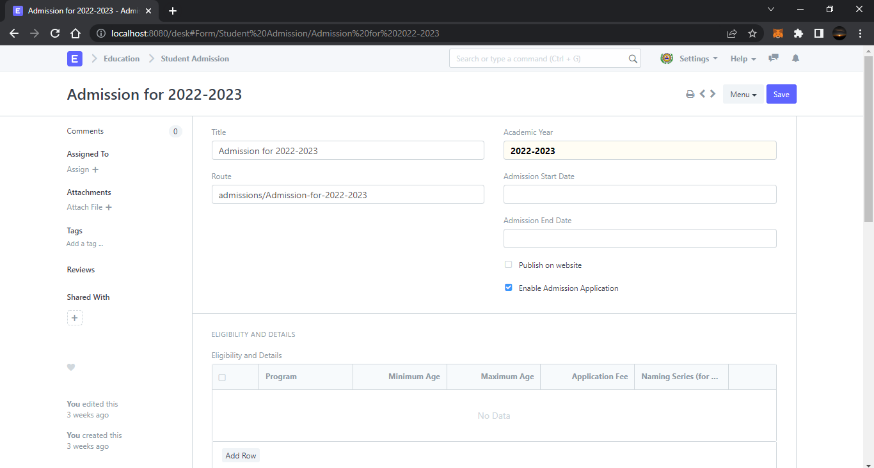 E Admission for 2022-2023 - Admi
localhost:8080/desk#Form/Student%20Admission/Admission%20for%202022-2023
E Education Student Admission Search or type a command (Ctrl + G) Settings Help
Admission for 2022-2023 Menu Save
Comments 0
Assigned To
Assign +
Attachments
Attach File +
Tags
Add a tag ...
Reviews
Shared With
+
You edited this
3 weeks ago
You created this
3 weeks ago
Title
Admission for 2022-2023
Route
admissions/Admission-for-2022-2023
Academic Year
2022-2023
Admission Start Date
Admission End Date
Publish on website
Enable Admission Application
ELIGIBILITY AND DETAILS
Eligibility and Details
Program Minimum Age Maximum Age Application Fee Naming Series (for ...
No Data
Add Row